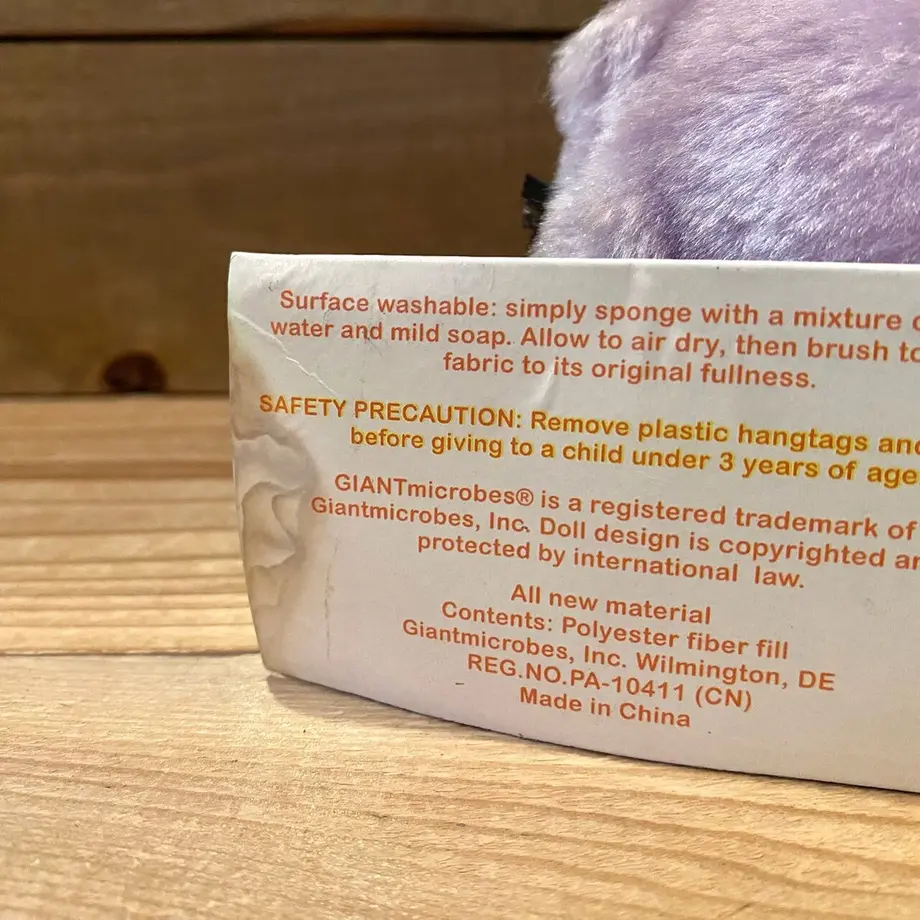 Surface washable: simply sponge with a mixture
water and mild soap. Allow to air dry, then brush to
fabric to its original fullness.
SAFETY PRECAUTION: Remove plastic hangtags and
before giving to a child under 3 years of age
GIANTmicrobes® is a registered trademark of
Giantmicrobes, Inc. Doll design is copyrighted
protected by international law.
All new material
Contents: Polyester fiber fill
Giantmicrobes, Inc. Wilmington, DE
REG.NO.PA-10411 (CN)
Made in China